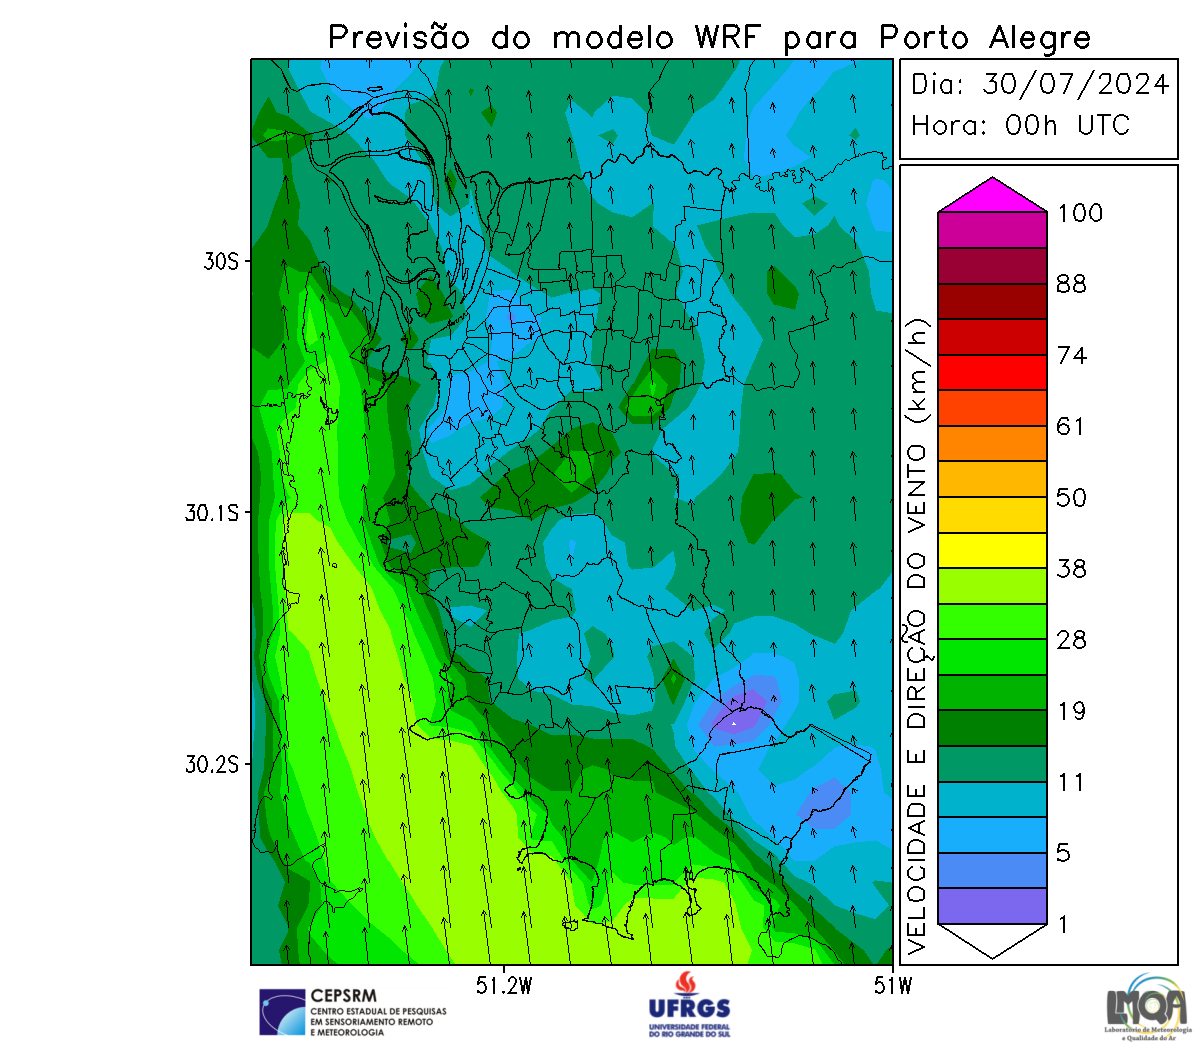 Previsão do modelo WRF para Porto Alegre
Dia: 30/07/2024
Hora: 00h UTC
30S
30.1S
30.2S
51.2W
51W
VELOCIDADE E DIREÇÃO DO VENTO (km/h)
100
88
74
61
50
38
28
19
11
5
1
CEPSRM
CENTRO ESTADUAL DE PESQUISAS
EM SENSORIAMENTO REMOTO
E METEOROLOGIA
UFRGS
UNIVERSIDADE FEDERAL
DO RIO GRANDE DO SUL
LMQA
Laboratório de Meteorologia
e Qualidade do Ar